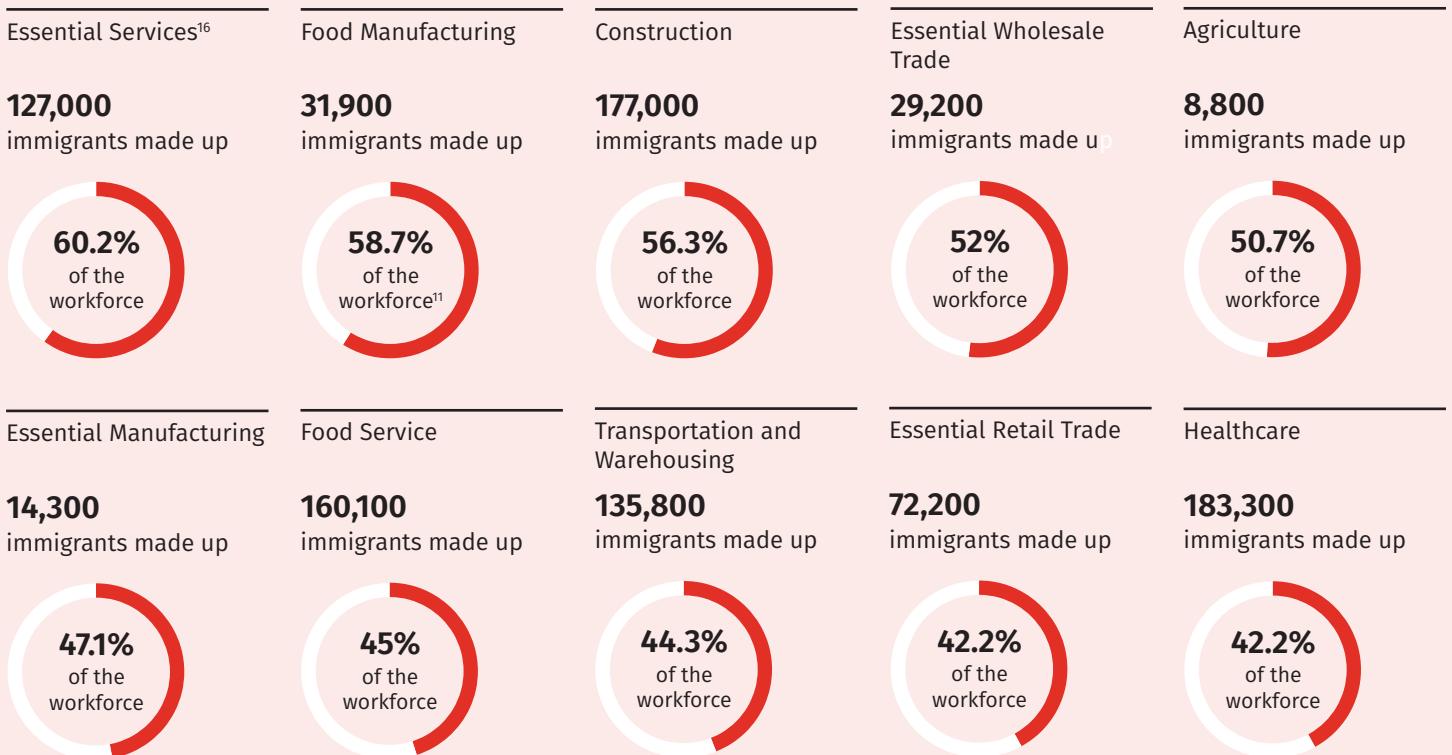 Essential Services16
127,000
immigrants made up
60.2%
of the
workforce
Food Manufacturing
31,900
immigrants made up
58.7%
of the
workforce11
Construction
177,000
immigrants made up
56.3%
of the
workforce
Essential Wholesale
Trade
29,200
immigrants made up
52%
of the
workforce
Agriculture
8,800
immigrants made up
50.7%
of the
workforce
Essential Manufacturing
14,300
immigrants made up
47.1%
of the
workforce
Food Service
160,100
immigrants made up
45%
of the
workforce
Transportation and
Warehousing
135,800
immigrants made up
44.3%
of the
workforce
Essential Retail Trade
72,200
immigrants made up
42.2%
of the
workforce
Healthcare
183,300
immigrants made up
42.2%
of the
workforce